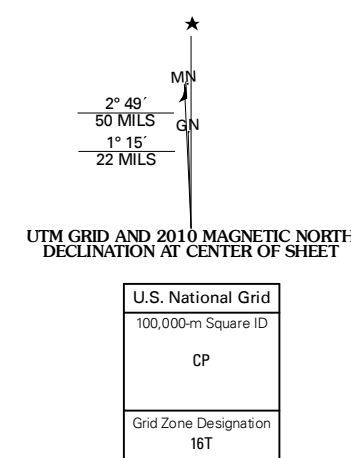 ★
MN
2° 49´
50 MILS
GN
1° 15´
22 MILS
UTM GRID AND 2010 MAGNETIC NORTH
DECLINATION AT CENTER OF SHEET
U.S. National Grid
100,000-m Square ID
CP
Grid Zone Designation
16T